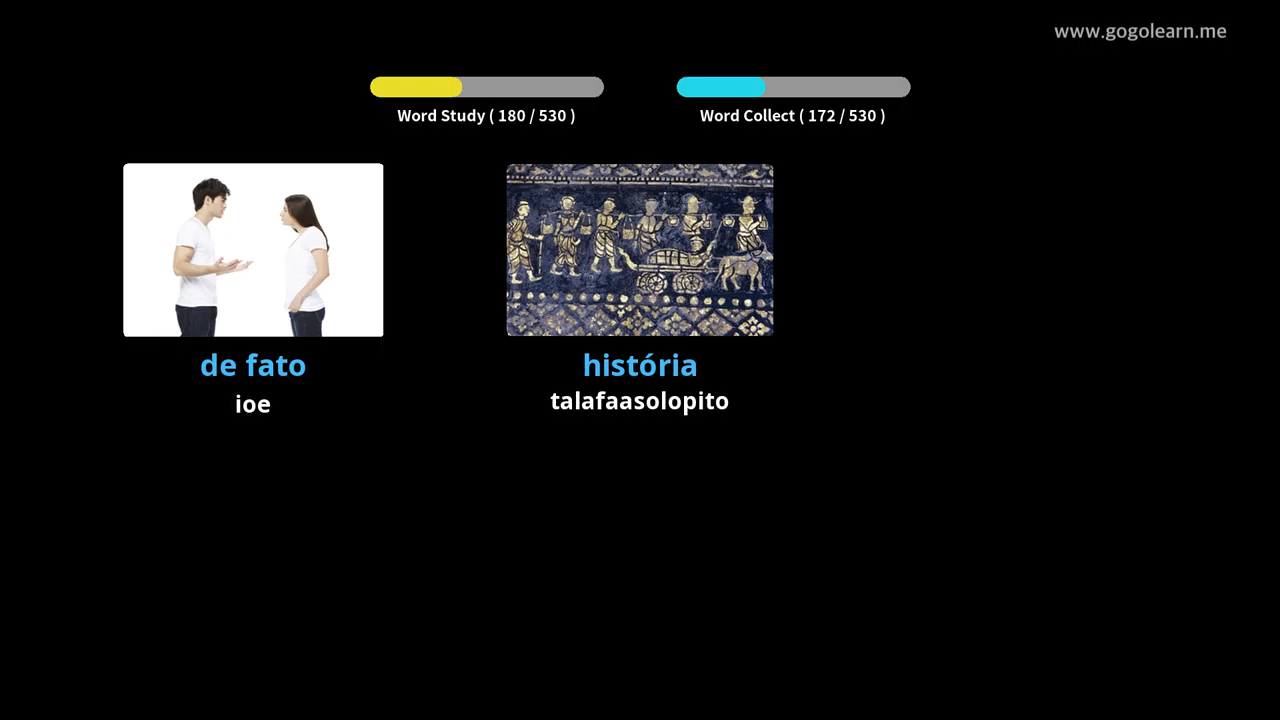 www.gogolearn.me
Word Study ( 180 / 530 )
Word Collect ( 172 / 530 )
de fato
ioe
história
talafaasolopito